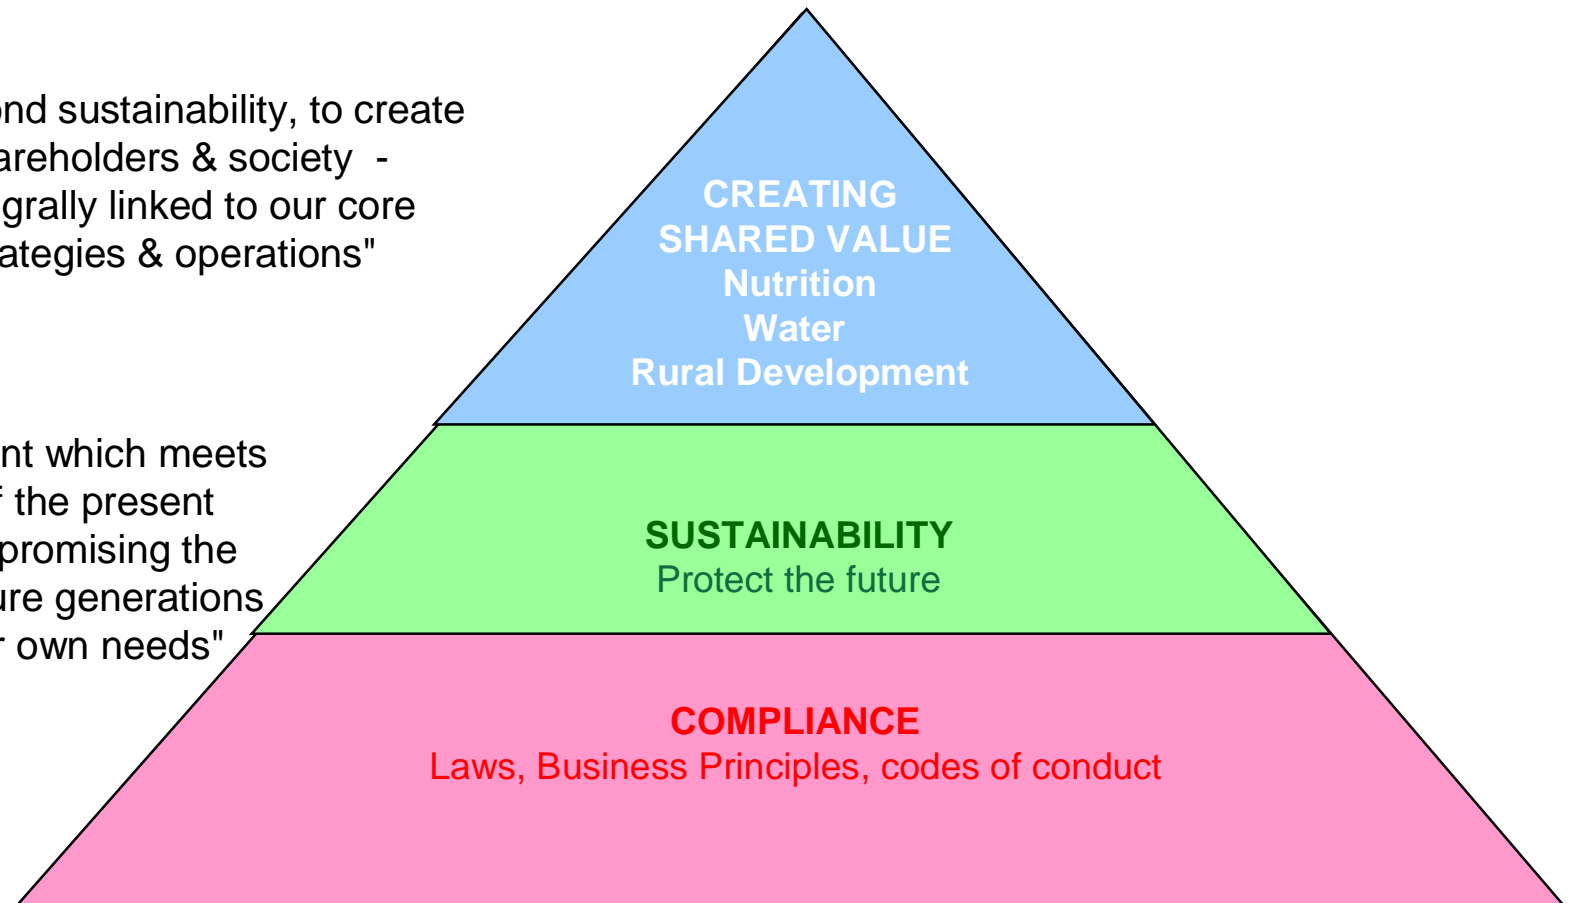 ond sustainability, to create
areholders & society -
grally linked to our core
rategies & operations"
CREATING
SHARED VALUE
Nutrition
Water
Rural Development
nt which meets
f the present
promising the
ure generations
r own needs"
SUSTAINABILITY
Protect the future
COMPLIANCE
Laws, Business Principles, codes of conduct